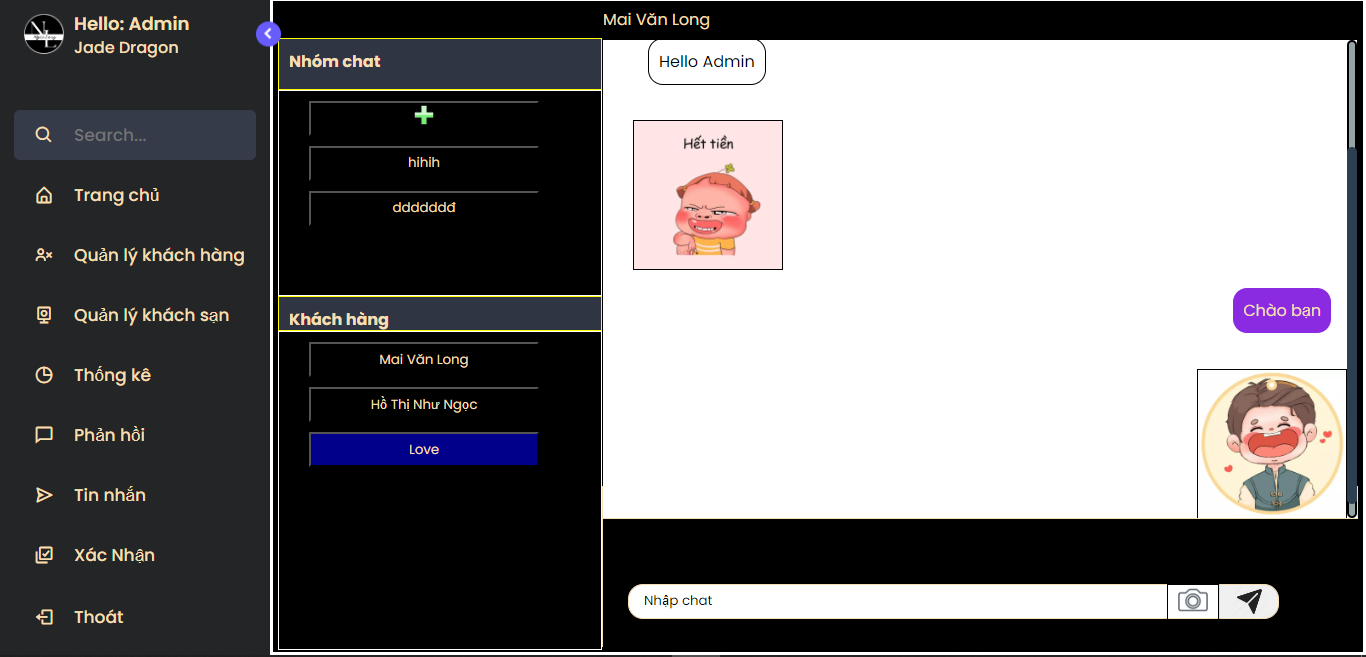 Hello: Admin
Jade Dragon
Search...
Trang chủ
Quản lý khách hàng
Quản lý khách sạn
Thống kê
Phản hồi
Tin nhắn
Xác Nhận
Thoát
Nhóm chat
hihih
dddddddđ
Khách hàng
Mai Văn Long
Hồ Thị Như Ngọc
Love
Mai Văn Long
Hello Admin
Hết tiền
Chào bạn
Nhập chat